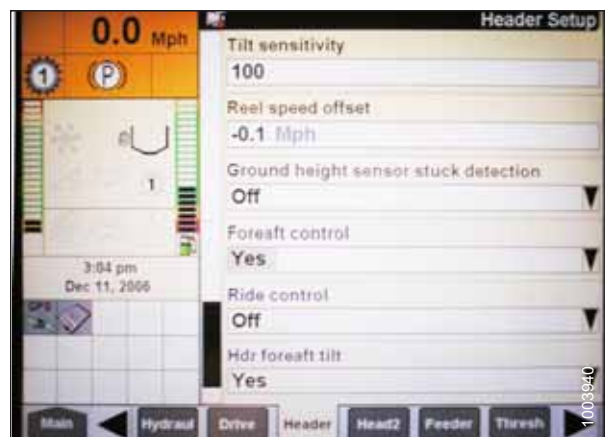 0.0 Mph
Header Setup
Tilt sensitivity
100
1
P
Reel speed offset
-0.1 Mph
Ground height sensor stuck detection
Off
1
Foreaft control
Yes
3:04 pm
Dec 11, 2006
Ride control
Off
GPS
Hdr foreaft tilt
Yes
Main
Hydraul
Drive
Header
Head2
Feeder
Thresh
1003940